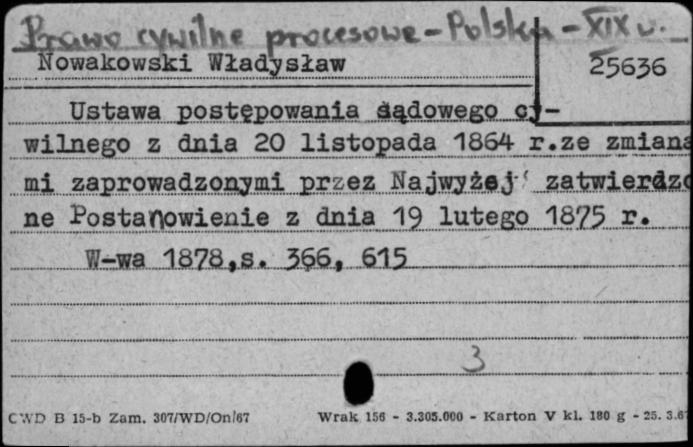 Prawo cywilne procesowe - Polska - XIX w.
Nowakowski Władysław 25636
Ustawa postępowania sądowego cy-
wilnego z dnia 20 listopada 1864 r.ze zmiana
mi zaprowadzonymi przez Najwyżej zatwierdzo
ne Postanowienie z dnia 19 lutego 1875 r.
W-wa 1878,s. 366, 615
3
CWD B 15-b Zam. 307/WD/On/67 Wrak 156 - 3.305.000 - Karton V kl. 180 g - 25. 3.6